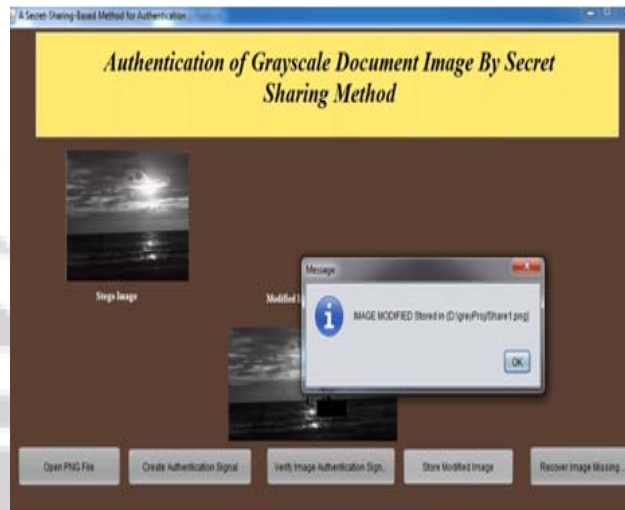 A Secret-Sharing-Based Method for Authentication
Authentication of Grayscale Document Image By Secret
Sharing Method
Stego Image
Modified
Message
IMAGE MODIFIED Stored in (D:\greyProj/Share1.png)
OK
Open PNG File
Create Authentication Signal
Verify Image Authentication Sign...
Store Modified Image
Recover Image Missing...